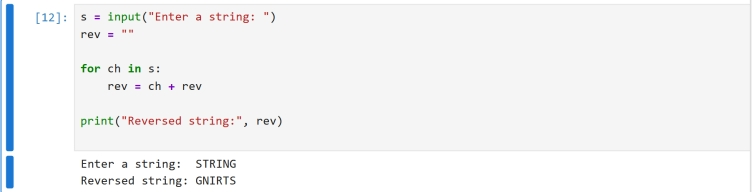 [12]: s = input("Enter a string: ")
rev = ""
for ch in s:
    rev = ch + rev
print("Reversed string:", rev)
Enter a string:  STRING
Reversed string: GNIRTS